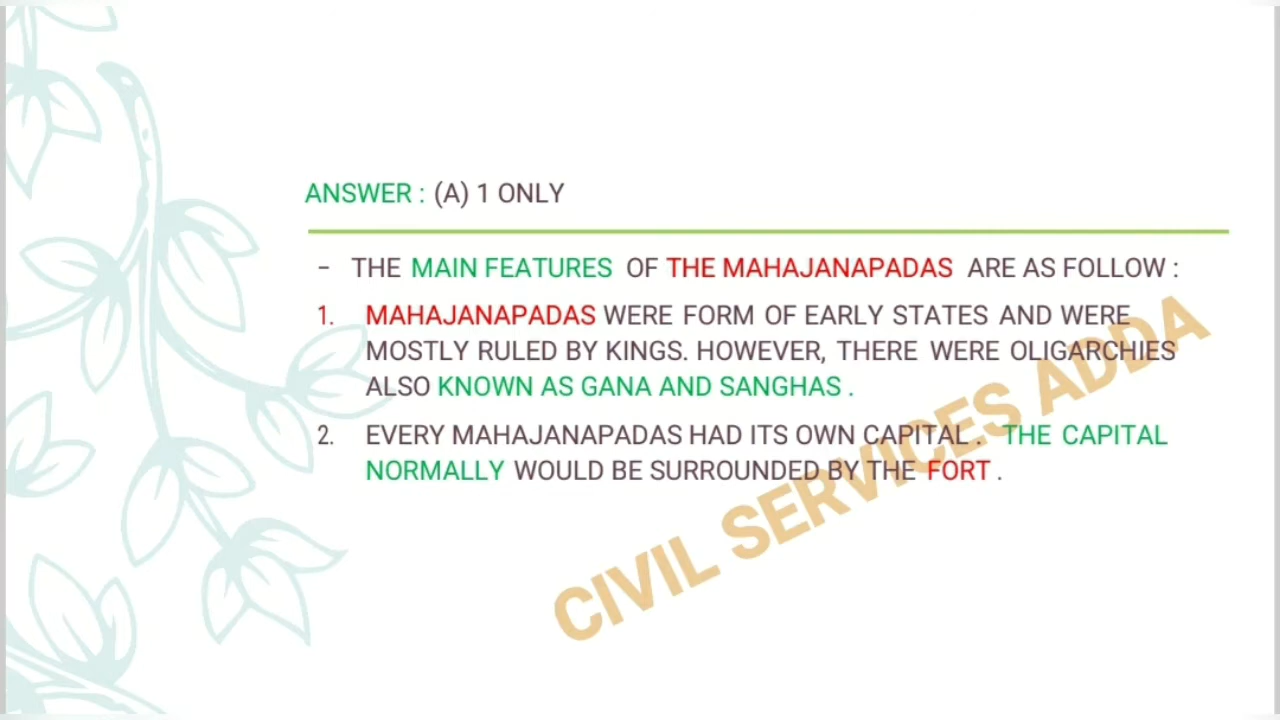 ANSWER : (A) 1 ONLY
– THE MAIN FEATURES OF THE MAHAJANAPADAS ARE AS FOLLOW :
1. MAHAJANAPADAS WERE FORM OF EARLY STATES AND WERE
MOSTLY RULED BY KINGS. HOWEVER, THERE WERE OLIGARCHIES
ALSO KNOWN AS GANA AND SANGHAS .
2. EVERY MAHAJANAPADAS HAD ITS OWN CAPITAL . THE CAPITAL
NORMALLY WOULD BE SURROUNDED BY THE FORT .
CIVIL SERVICES ADDA